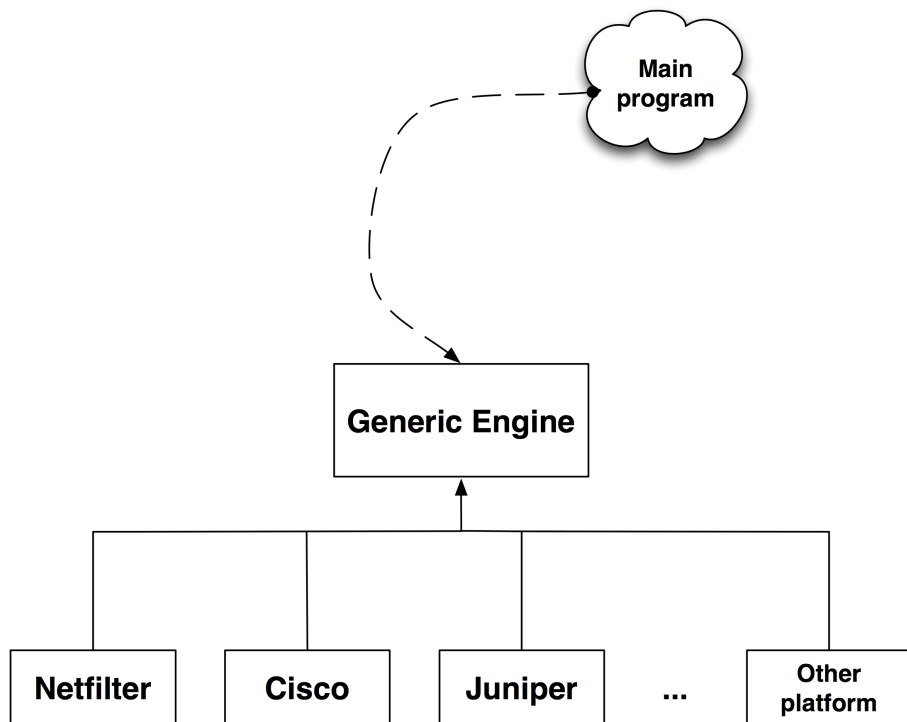 Main
program
Generic Engine
Netfilter
Cisco
Juniper
...
Other
platform